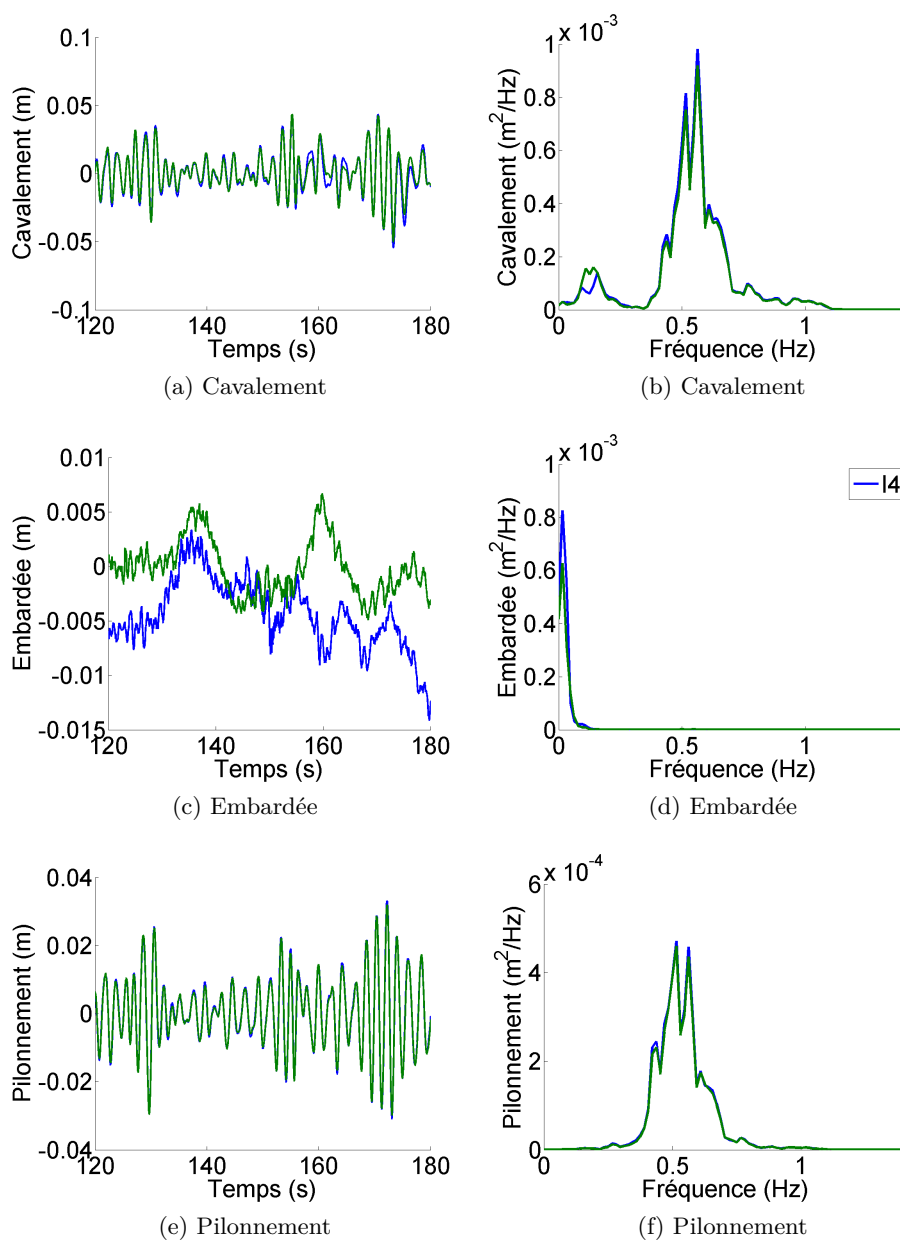 0.1
0.05
0
-0.05
-0.1
120
140
160
180
Cavalement (m)
Temps (s)
(a) Cavalement
x 10-3
1
0.8
0.6
0.4
0.2
0
0
0.5
1
Cavalement (m2/Hz)
Fréquence (Hz)
(b) Cavalement
0.01
0.005
0
-0.005
-0.01
-0.015
120
140
160
180
Embardée (m)
Temps (s)
(c) Embardée
x 10-3
1
0.8
0.6
0.4
0.2
0
0
0.5
1
Embardée (m2/Hz)
Fréquence (Hz)
I4
(d) Embardée
0.04
0.02
0
-0.02
-0.04
120
140
160
180
Pilonnement (m)
Temps (s)
(e) Pilonnement
x 10-4
6
4
2
0
0
0.5
1
Pilonnement (m2/Hz)
Fréquence (Hz)
(f) Pilonnement